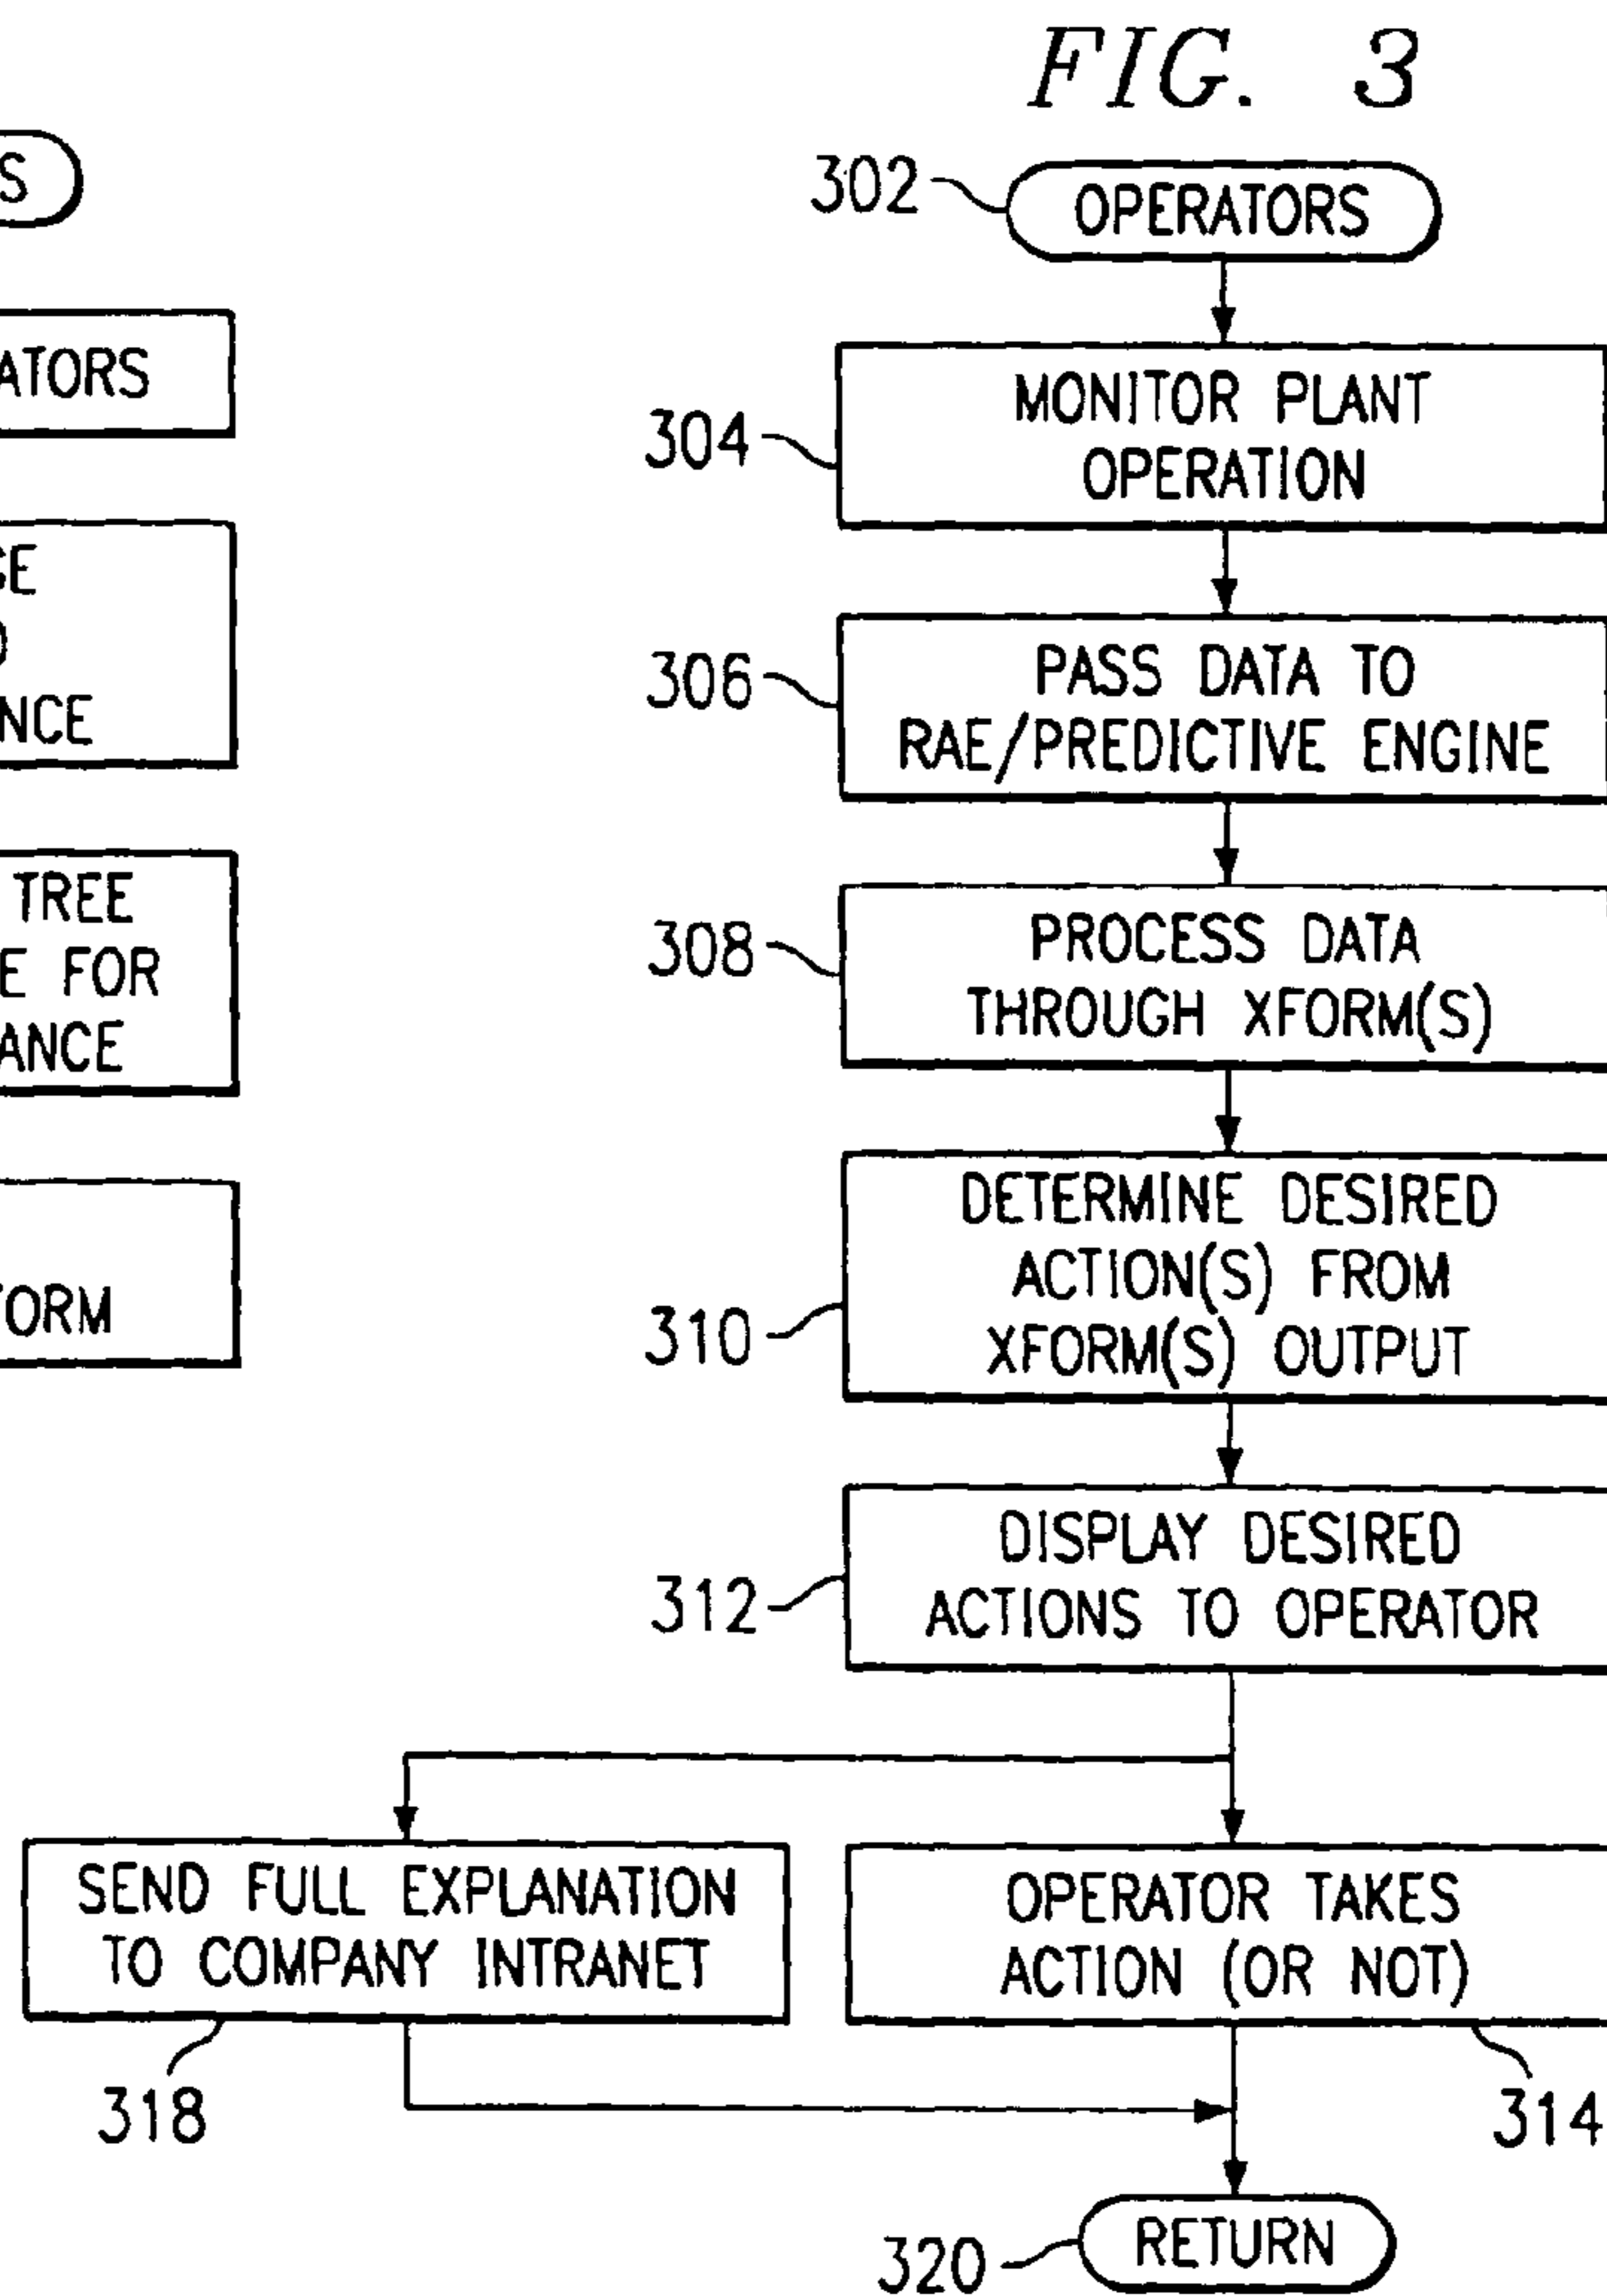 FIG. 3
S
ATORS
CE
NCE
TREE
E FOR
ANCE
FORM
302
OPERATORS
304
MONITOR PLANT
OPERATION
306
PASS DATA TO
RAE/PREDICTIVE ENGINE
308
PROCESS DATA
THROUGH XFORM(S)
310
DETERMINE DESIRED
ACTION(S) FROM
XFORM(S) OUTPUT
312
DISPLAY DESIRED
ACTIONS TO OPERATOR
SEND FULL EXPLANATION
TO COMPANY INTRANET
318
OPERATOR TAKES
ACTION (OR NOT)
314
320
RETURN